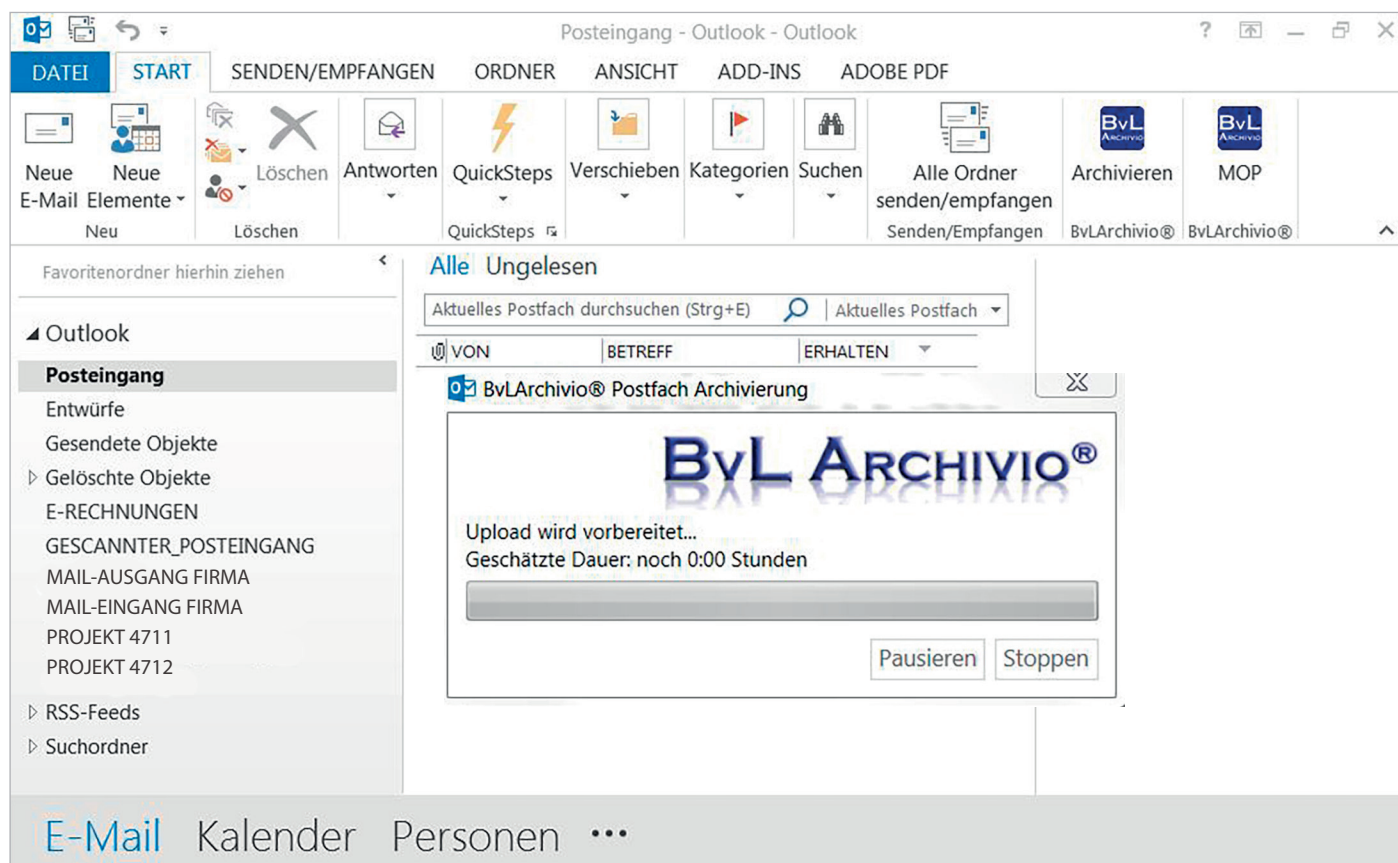 Posteingang - Outlook - Outlook
?
DATEI START SENDEN/EMPFANGEN ORDNER ANSICHT ADD-INS ADOBE PDF
Neue E-Mail
Neue Elemente
Löschen
Antworten
QuickSteps
Verschieben
Kategorien
Suchen
Alle Ordner senden/empfangen
BvL ARCHIVIO
Archivieren
BvL ARCHIVIO
MOP
Neu Löschen QuickSteps Senden/Empfangen BvLArchivio® BvLArchivio®
Favoritenordner hierhin ziehen
Outlook
Posteingang
Entwürfe
Gesendete Objekte
Gelöschte Objekte
E-RECHNUNGEN
GESCANNTER_POSTEINGANG
MAIL-AUSGANG FIRMA
MAIL-EINGANG FIRMA
PROJEKT 4711
PROJEKT 4712
RSS-Feeds
Suchordner
Alle Ungelesen
Aktuelles Postfach durchsuchen (Strg+E) Aktuelles Postfach
VON BETREFF ERHALTEN
BvLArchivio® Postfach Archivierung
BVL ARCHIVIO®
Upload wird vorbereitet...
Geschätzte Dauer: noch 0:00 Stunden
Pausieren Stoppen
E-Mail Kalender Personen •••